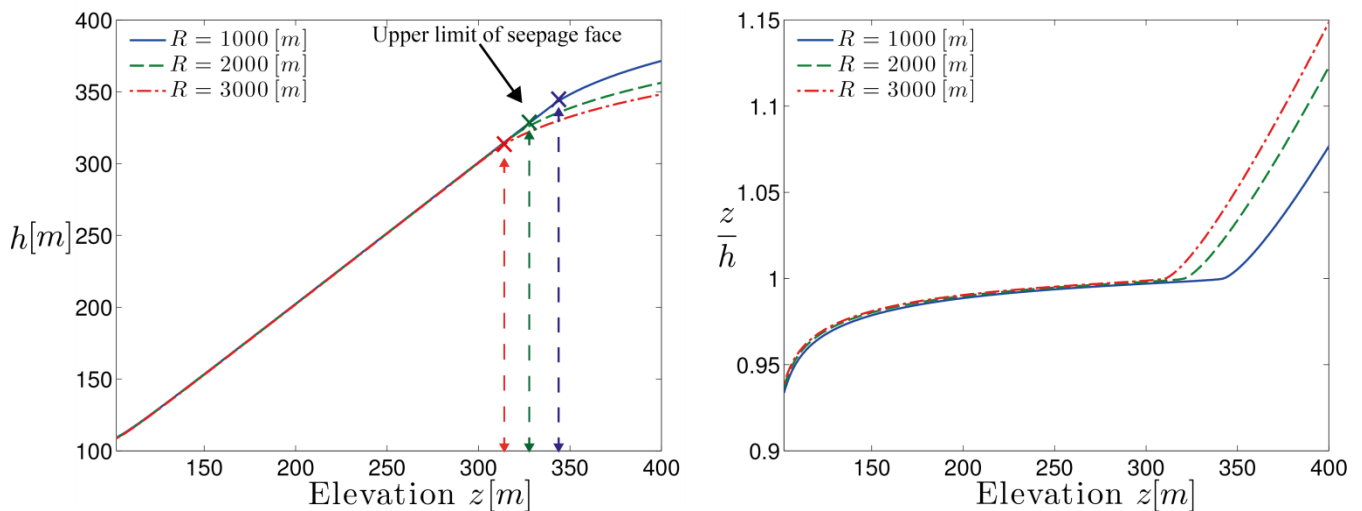 400
350
300
250
200
150
100
h[m]
R = 1000 [m]
R = 2000 [m]
R = 3000 [m]
Upper limit of seepage face
150 200 250 300 350 400
Elevation z[m]
1.15
1.1
1.05
1
0.95
0.9
z
h
R = 1000 [m]
R = 2000 [m]
R = 3000 [m]
150 200 250 300 350 400
Elevation z[m]